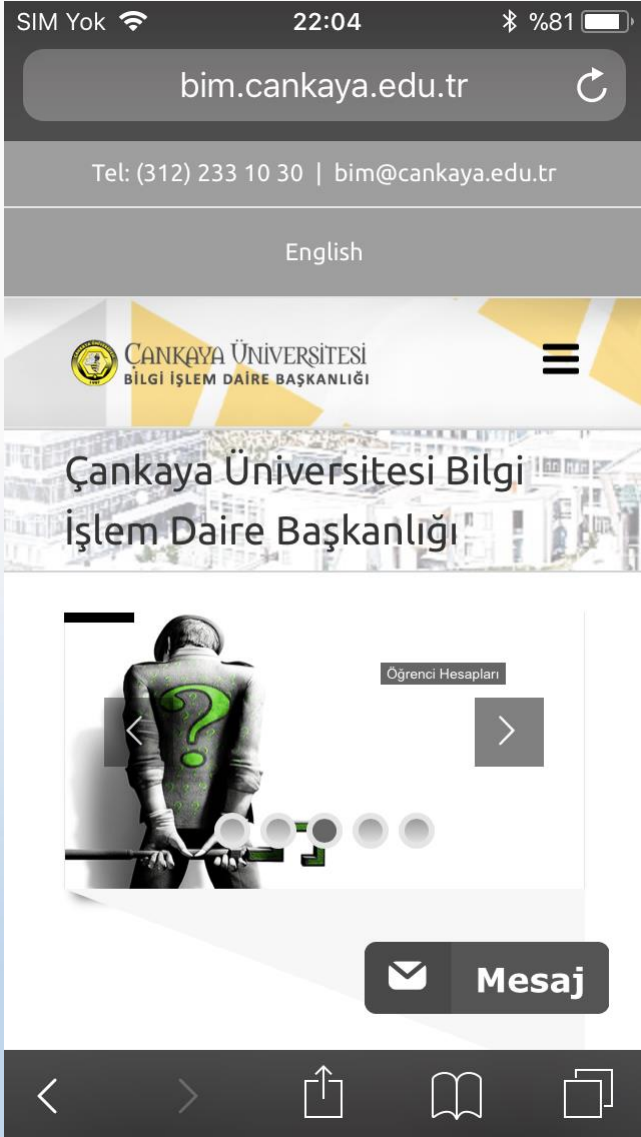 SIM Yok 22:04 %81
bim.cankaya.edu.tr
Tel: (312) 233 10 30 | bim@cankaya.edu.tr
English
ÇANKAYA ÜNİVERSİTESİ
BİLGİ İŞLEM DAİRE BAŞKANLIĞI
Çankaya Üniversitesi Bilgi
İşlem Daire Başkanlığı
Öğrenci Hesapları
?
Mesaj